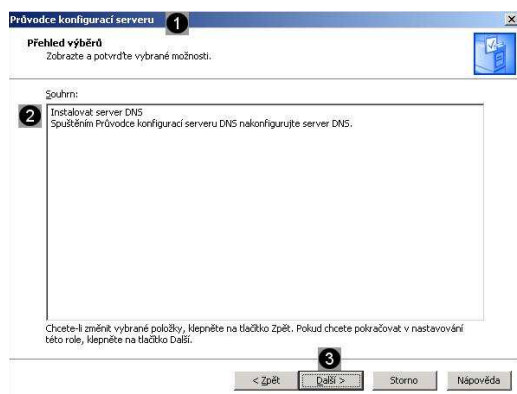 Průvodce konfigurací serveru 1
Přehled výběrů
Zobrazte a potvrďte vybrané možnosti.
Souhrn:
2 Instalovat server DNS
Spuštěním Průvodce konfigurací serveru DNS nakonfigurujte server DNS.
Chcete-li změnit vybrané položky, klepněte na tlačítko Zpět. Pokud chcete pokračovat v nastavování
této role, klepněte na tlačítko Další.
3
< Zpět Další > Storno Nápověda